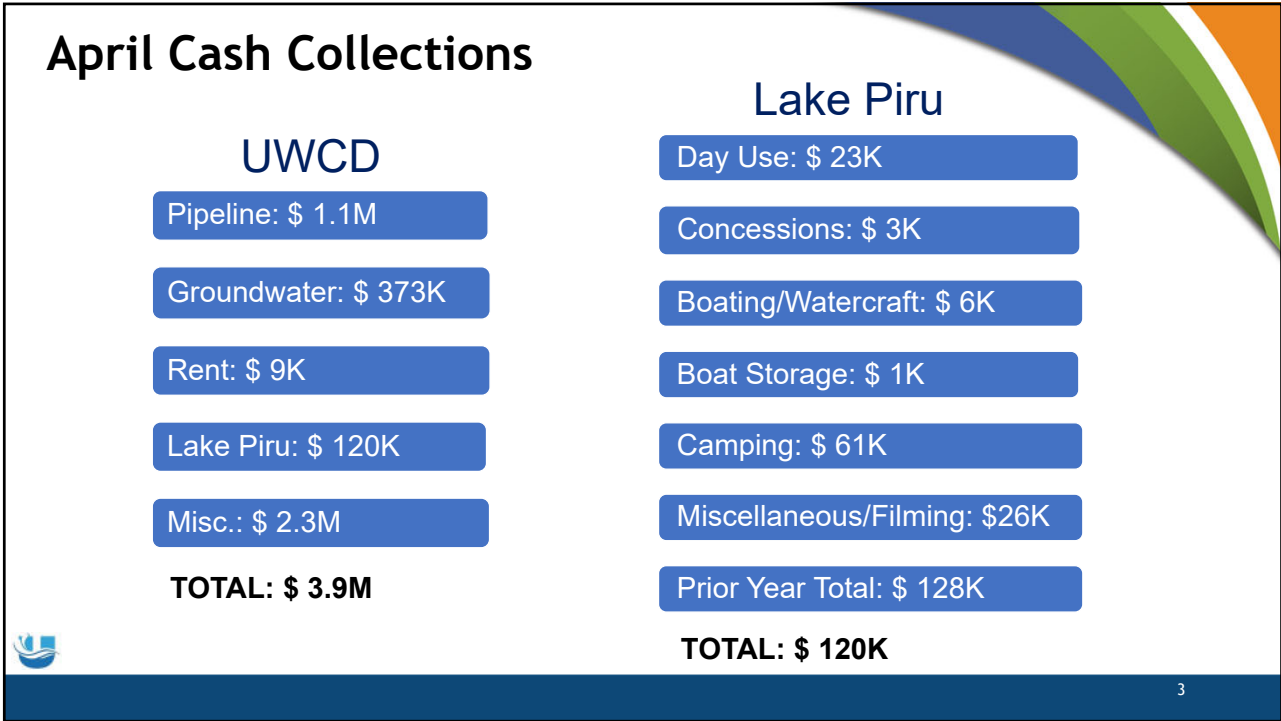 April Cash Collections
UWCD
Pipeline: $ 1.1M
Groundwater: $ 373K
Rent: $ 9K
Lake Piru: $ 120K
Misc.: $ 2.3M
TOTAL: $ 3.9M
Lake Piru
Day Use: $ 23K
Concessions: $ 3K
Boating/Watercraft: $ 6K
Boat Storage: $ 1K
Camping: $ 61K
Miscellaneous/Filming: $26K
Prior Year Total: $ 128K
TOTAL: $ 120K
3